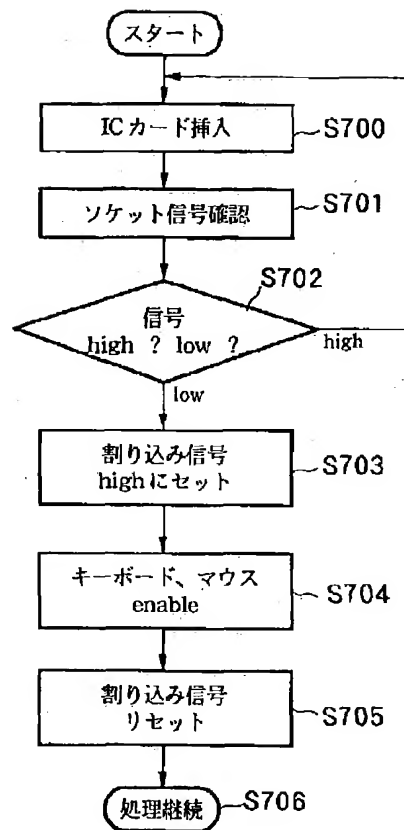 スタート
ICカード挿入
S700
ソケット信号確認
S701
S702
信号
high ? low ?
high
low
割り込み信号
highにセット
S703
キーボード、マウス
enable
S704
割り込み信号
リセット
S705
処理継続
S706